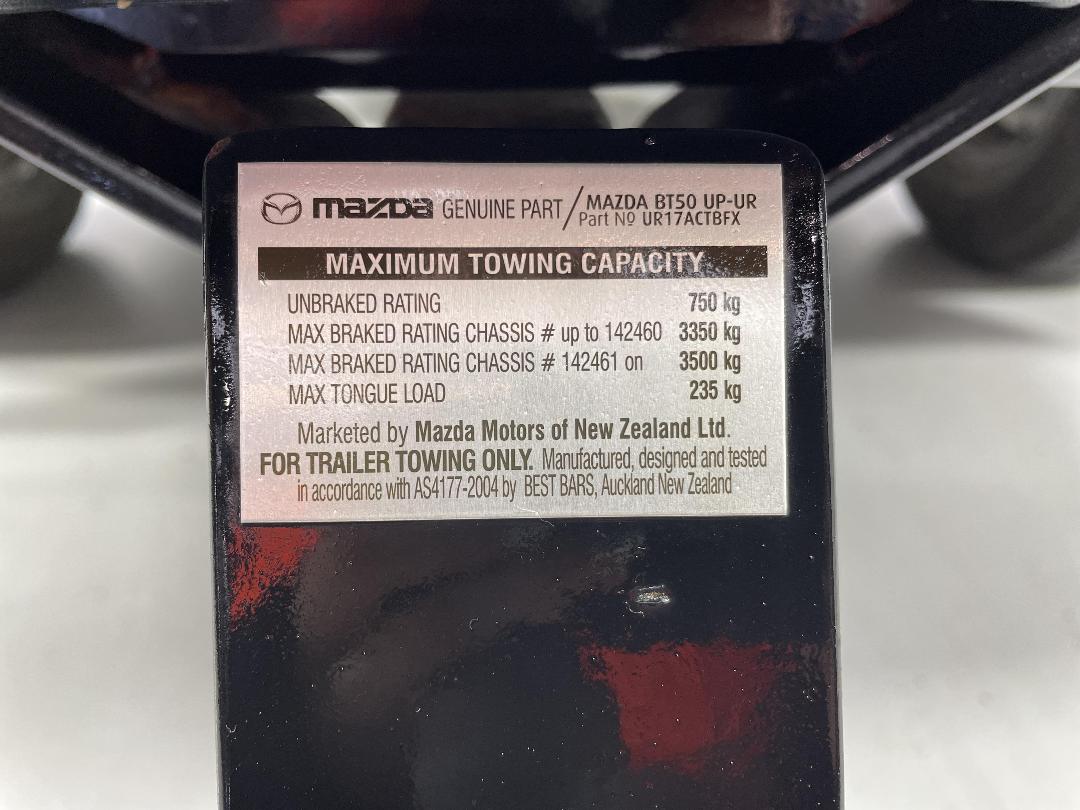 mazda GENUINE PART / MAZDA BT50 UP-UR
Part Nº UR17ACTBFX
MAXIMUM TOWING CAPACITY
UNBRAKED RATING 750 kg
MAX BRAKED RATING CHASSIS # up to 142460 3350 kg
MAX BRAKED RATING CHASSIS # 142461 on 3500 kg
MAX TONGUE LOAD 235 kg
Marketed by Mazda Motors of New Zealand Ltd.
FOR TRAILER TOWING ONLY. Manufactured, designed and tested
in accordance with AS4177-2004 by BEST BARS, Auckland New Zealand